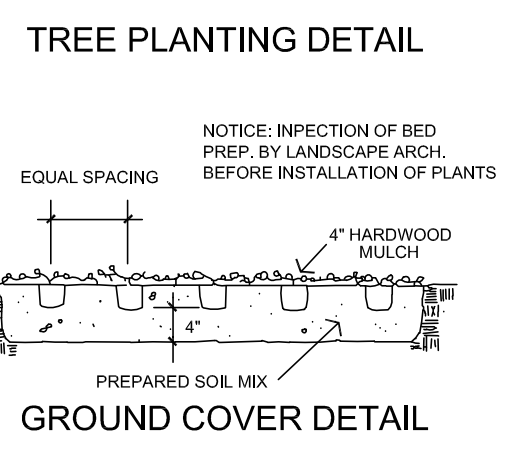 TREE PLANTING DETAIL
NOTICE: INPECTION OF BED
PREP. BY LANDSCAPE ARCH.
BEFORE INSTALLATION OF PLANTS
EQUAL SPACING
4" HARDWOOD
MULCH
4"
PREPARED SOIL MIX
GROUND COVER DETAIL